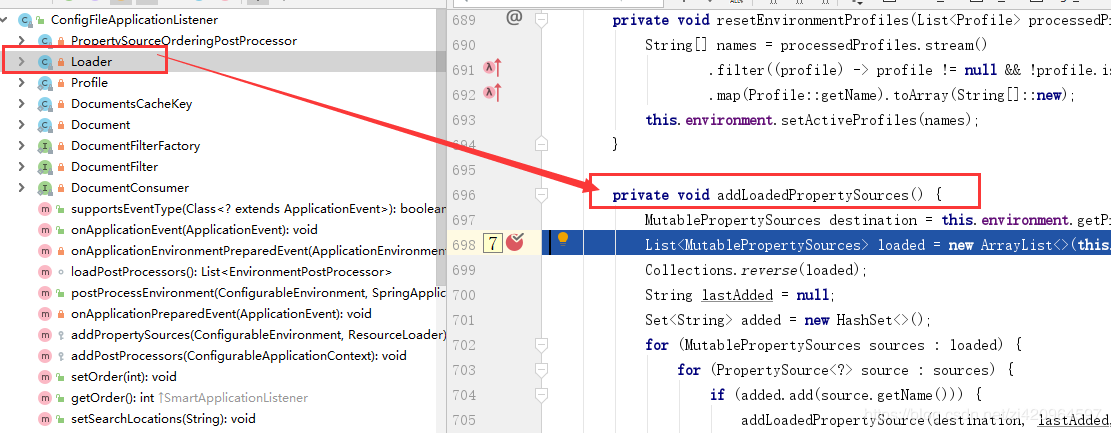 ConfigFileApplicationListener
PropertySourceOrderingPostProcessor
Loader
Profile
DocumentsCacheKey
Document
DocumentFilterFactory
DocumentFilter
DocumentConsumer
supportsEventType(Class<? extends ApplicationEvent>): boolean
onApplicationEvent(ApplicationEvent): void
onApplicationEnvironmentPreparedEvent(ApplicationEnvironmen
loadPostProcessors(): List<EnvironmentPostProcessor>
postProcessEnvironment(ConfigurableEnvironment, SpringApplic
onApplicationPreparedEvent(ApplicationEvent): void
addPropertySources(ConfigurableEnvironment, ResourceLoader)
addPostProcessors(ConfigurableApplicationContext): void
setOrder(int): void
getOrder(): int ↑SmartApplicationListener
setSearchLocations(String): void
689 @ private void resetEnvironmentProfiles(List<Profile> processedP
690 String[] names = processedProfiles.stream()
691 .filter((profile) -> profile != null && !profile.is
692 .map(Profile::getName).toArray(String[]::new);
693 this.environment.setActiveProfiles(names);
694 }
695
696 private void addLoadedPropertySources() {
697 MutablePropertySources destination = this.environment.getP
698 7 List<MutablePropertySources> loaded = new ArrayList<>(this.
699 Collections.reverse(loaded);
700 String lastAdded = null;
701 Set<String> added = new HashSet<>();
702 for (MutablePropertySources sources : loaded) {
703 for (PropertySource<?> source : sources) {
704 if (added.add(source.getName())) {
705 addLoadedPropertySource(destination, lastAdded,